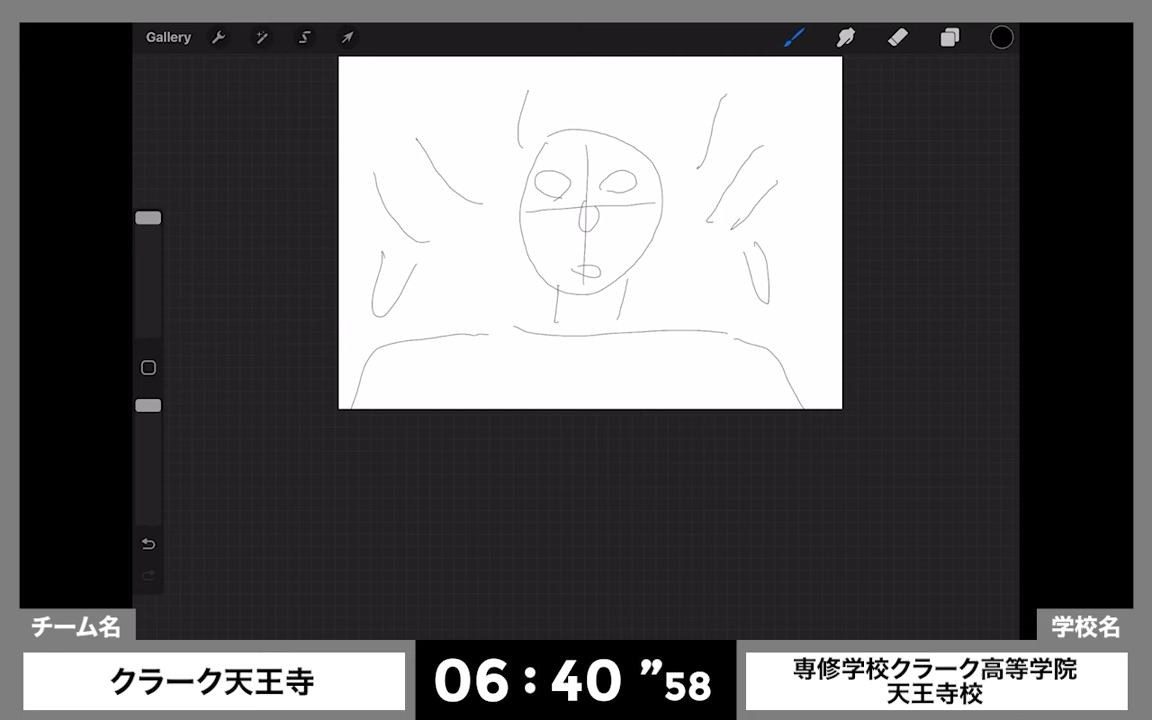 Gallery
チーム名
学校名
クラーク天王寺
06:40”58
専修学校クラーク高等学院
天王寺校